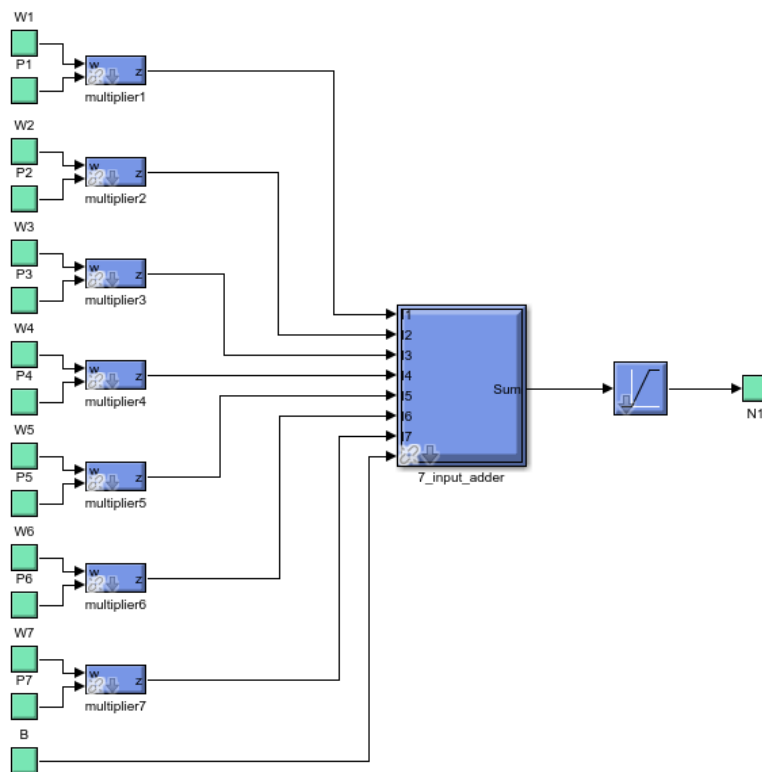 W1
P1
w z
multiplier1
W2
P2
w z
multiplier2
W3
P3
w z
multiplier3
W4
P4
w z
multiplier4
W5
P5
w z
multiplier5
W6
P6
w z
multiplier6
W7
P7
w z
multiplier7
B
I1
I2
I3
I4
I5
I6
I7
Sum
7_input_adder
N1